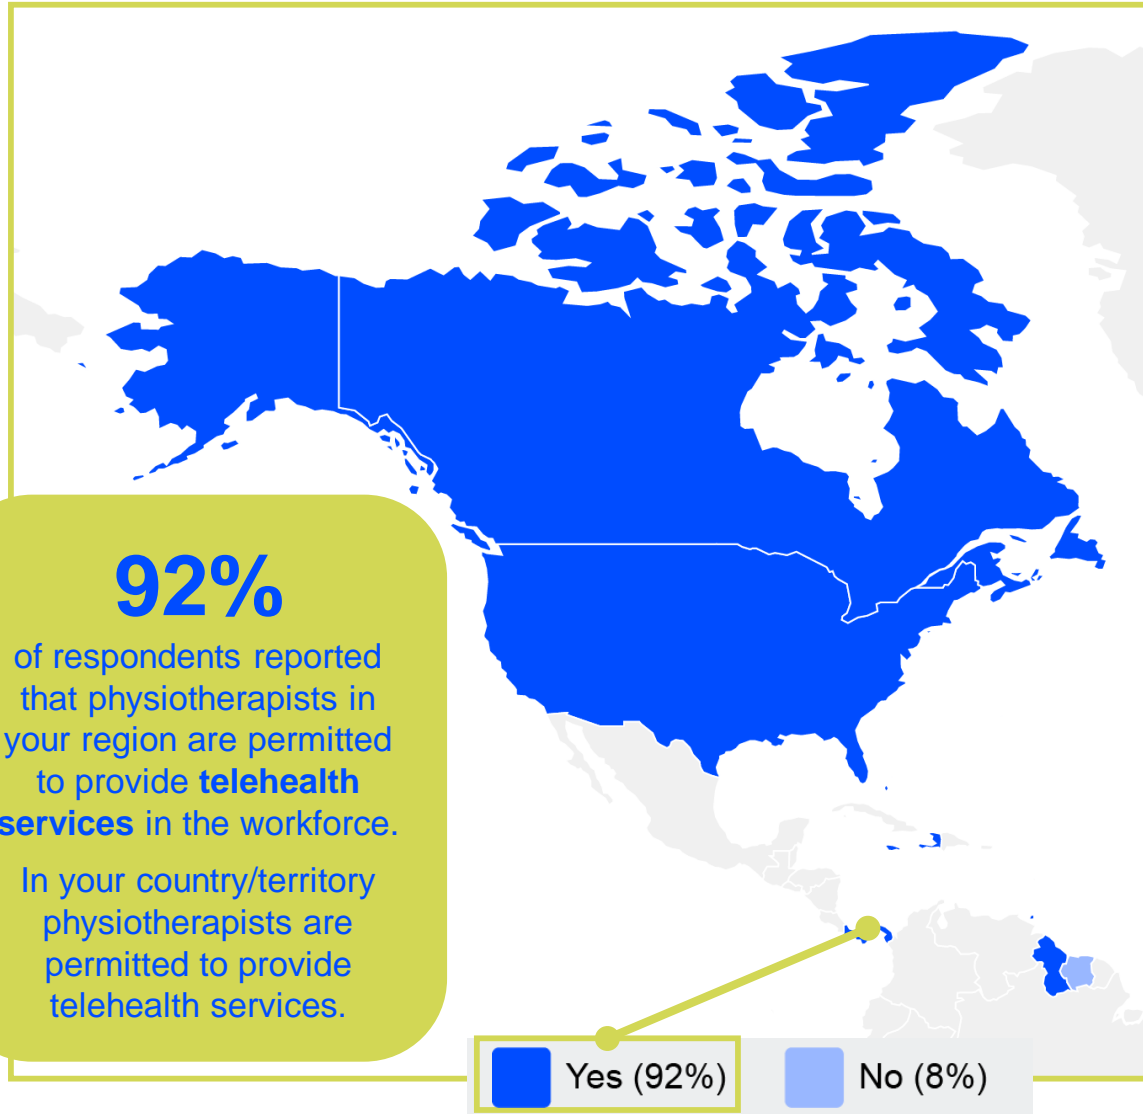 92%
of respondents reported
that physiotherapists in
your region are permitted
to provide telehealth
services in the workforce.
In your country/territory
physiotherapists are
permitted to provide
telehealth services.
Yes (92%)
No (8%)